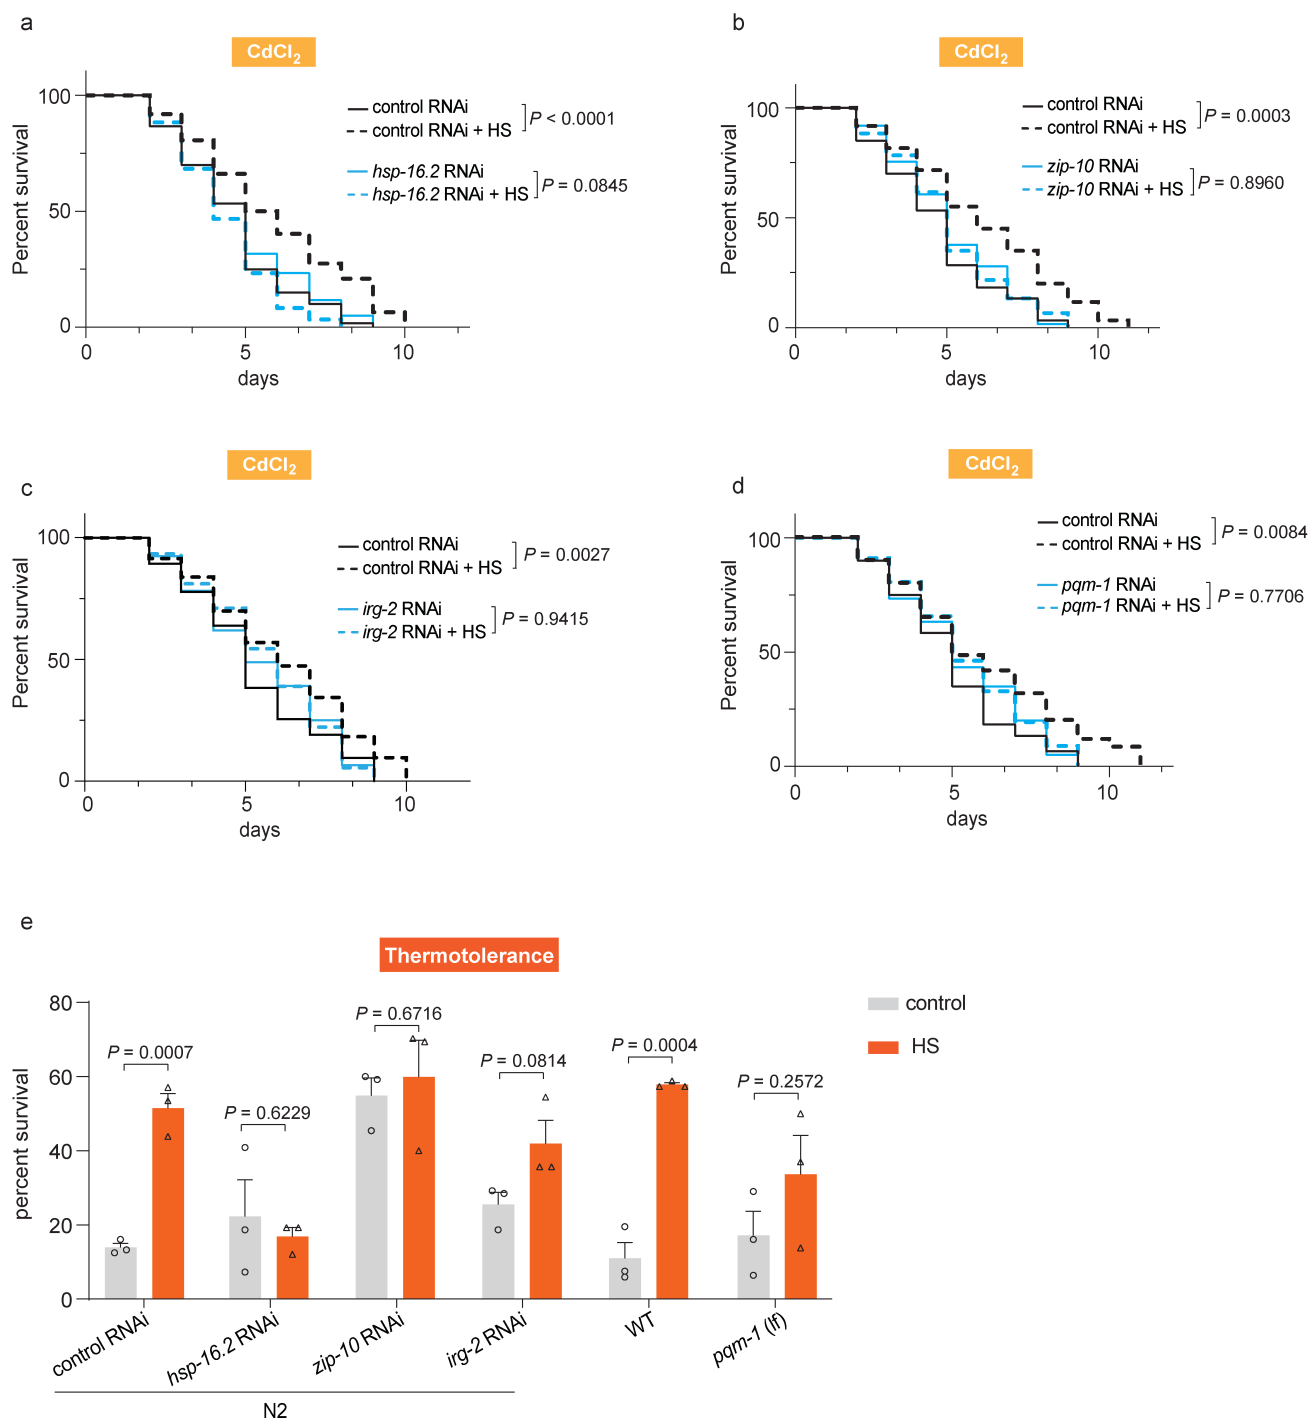 a
CdCl2
100
50
0
Percent survival
0 5 10
days
control RNAi
control RNAi + HS
P < 0.0001
hsp-16.2 RNAi
hsp-16.2 RNAi + HS
P = 0.0845
b
CdCl2
100
50
0
Percent survival
0 5 10
days
control RNAi
control RNAi + HS
P = 0.0003
zip-10 RNAi
zip-10 RNAi + HS
P = 0.8960
c
CdCl2
100
50
0
Percent survival
0 5 10
days
control RNAi
control RNAi + HS
P = 0.0027
irg-2 RNAi
irg-2 RNAi + HS
P = 0.9415
d
CdCl2
100
50
0
Percent survival
0 5 10
days
control RNAi
control RNAi + HS
P = 0.0084
pqm-1 RNAi
pqm-1 RNAi + HS
P = 0.7706
e
Thermotolerance
80
60
40
20
0
percent survival
P = 0.0007
P = 0.6229
P = 0.6716
P = 0.0814
P = 0.0004
P = 0.2572
control
HS
control RNAi
hsp-16.2 RNAi
zip-10 RNAi
irg-2 RNAi
WT
pqm-1 (lf)
N2